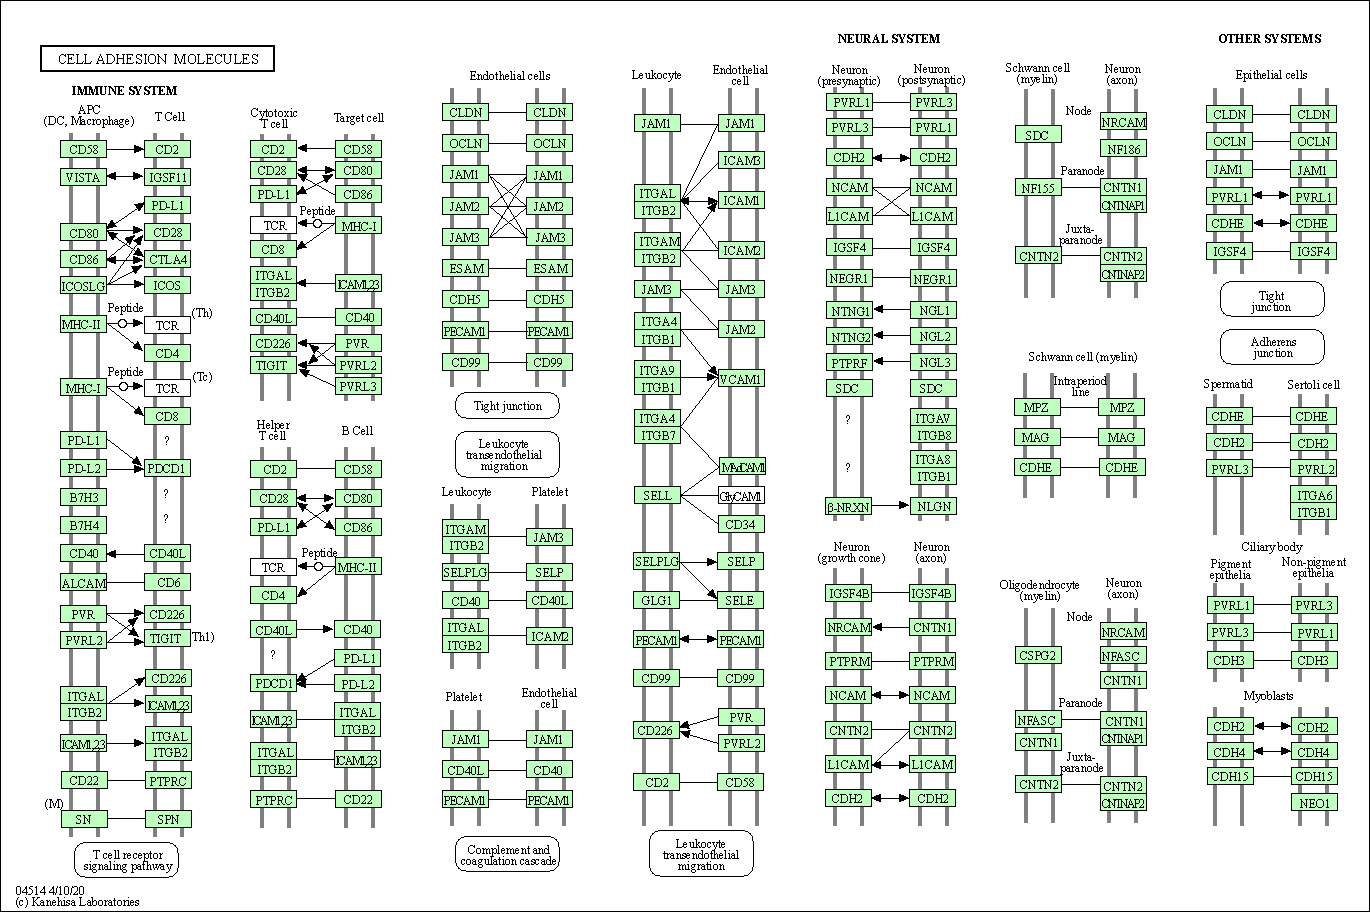 CELL ADHESION MOLECULES
IMMUNE SYSTEM
APC
(DC, Macrophage)
T Cell
CD58
CD2
VISTA
IGSF11
PD-L1
CD80
CD28
CD86
CTLA4
ICOSLG
ICOS
Peptide
(Th)
MHC-II
TCR
CD4
Peptide
(Tc)
MHC-I
TCR
CD8
PD-L1
?
PD-L2
PDCD1
B7H3
?
B7H4
?
CD40
CD40L
ALCAM
CD6
PVR
CD226
PVRL2
TIGIT
Th1)
CD226
ITGAL
ITGB2
ICAM1,23
ICAM1,23
ITGAL
ITGB2
CD22
PTPRC
(M)
SN
SPN
T cell receptor
signaling pathway
04514 4/10/20
(c) Kanehisa Laboratories
Cytotoxic
T cell
Target cell
CD2
CD58
CD28
CD80
PD-L1
CD86
Peptide
TCR
MHC-I
CD8
ITGAL
ITGB2
ICAM1,23
CD40L
CD40
CD226
PVR
TIGIT
PVRL2
PVRL3
Helper
T cell
B Cell
CD2
CD58
CD28
CD80
PD-L1
CD86
Peptide
TCR
MHC-II
CD4
CD40L
CD40
?
PD-L1
PDCD1
PD-L2
ICAM1,23
ITGAL
ITGB2
ITGAL
ITGB2
ICAM1,23
PTPRC
CD22
Endothelial cells
CLDN
CLDN
OCLN
OCLN
JAM1
JAM1
JAM2
JAM2
JAM3
JAM3
ESAM
ESAM
CDH5
CDH5
PECAM1
PECAM1
CD99
CD99
Tight junction
Leukocyte
transendothelial
migration
Leukocyte
Platelet
ITGAM
ITGB2
JAM3
SELPLG
SELP
CD40
CD40L
ITGAL
ITGB2
ICAM2
Platelet
Endothelial
cell
JAM1
JAM1
CD40L
CD40
PECAM1
PECAM1
Complement and
coagulation cascade
Leukocyte
Endothelial
cell
JAM1
JAM1
ICAM3
ITGAL
ITGB2
ICAM1
ITGAM
ITGB2
ICAM2
JAM3
JAM3
ITGA4
ITGB1
JAM2
ITGA9
ITGB1
VCAM1
ITGA4
ITGB7
MAdCAM1
SELL
GlyCAM1
CD34
SELPLG
SELP
GLG1
SELE
PECAM1
PECAM1
CD99
CD99
PVR
CD226
PVRL2
CD2
CD58
Leukocyte
transendothelial
migration
NEURAL SYSTEM
Neuron
(presynaptic)
Neuron
(postsynaptic)
PVRL1
PVRL3
PVRL3
PVRL1
CDH2
CDH2
NCAM
NCAM
L1CAM
L1CAM
IGSF4
IGSF4
NEGR1
NEGR1
NTNG1
NGL1
NTNG2
NGL2
PTPRF
NGL3
SDC
SDC
?
ITGAV
ITGB8
?
ITGA8
ITGB1
β-NRXN
NLGN
Neuron
(growth cone)
Neuron
(axon)
IGSF4B
IGSF4B
NRCAM
CNTN1
PTPRM
PTPRM
NCAM
NCAM
CNTN2
CNTN2
L1CAM
L1CAM
CDH2
CDH2
Schwann cell
(myelin)
Neuron
(axon)
Node
NRCAM
SDC
NF186
Paranode
NF155
CNTN1
CNTNAP1
Juxta-
paranode
CNTN2
CNTN2
CNTNAP2
Schwann cell (myelin)
Intraperiod
line
MPZ
MPZ
MAG
MAG
CDHE
CDHE
Oligodendrocyte
(myelin)
Neuron
(axon)
Node
NRCAM
CSPG2
NFASC
CNTN1
Paranode
NFASC
CNTN1
CNTN1
CNTNAP1
Juxta-
paranode
CNTN2
CNTN2
CNTNAP2
OTHER SYSTEMS
Epithelial cells
CLDN
CLDN
OCLN
OCLN
JAM1
JAM1
PVRL1
PVRL1
CDHE
CDHE
IGSF4
IGSF4
Tight
junction
Adherens
junction
Spermatid
Sertoli cell
CDHE
CDHE
CDH2
CDH2
PVRL3
PVRL2
ITGA6
ITGB1
Ciliary body
Pigment
epithelia
Non-pigment
epithelia
PVRL1
PVRL3
PVRL3
PVRL1
CDH3
CDH3
Myoblasts
CDH2
CDH2
CDH4
CDH4
CDH15
CDH15
NEO1